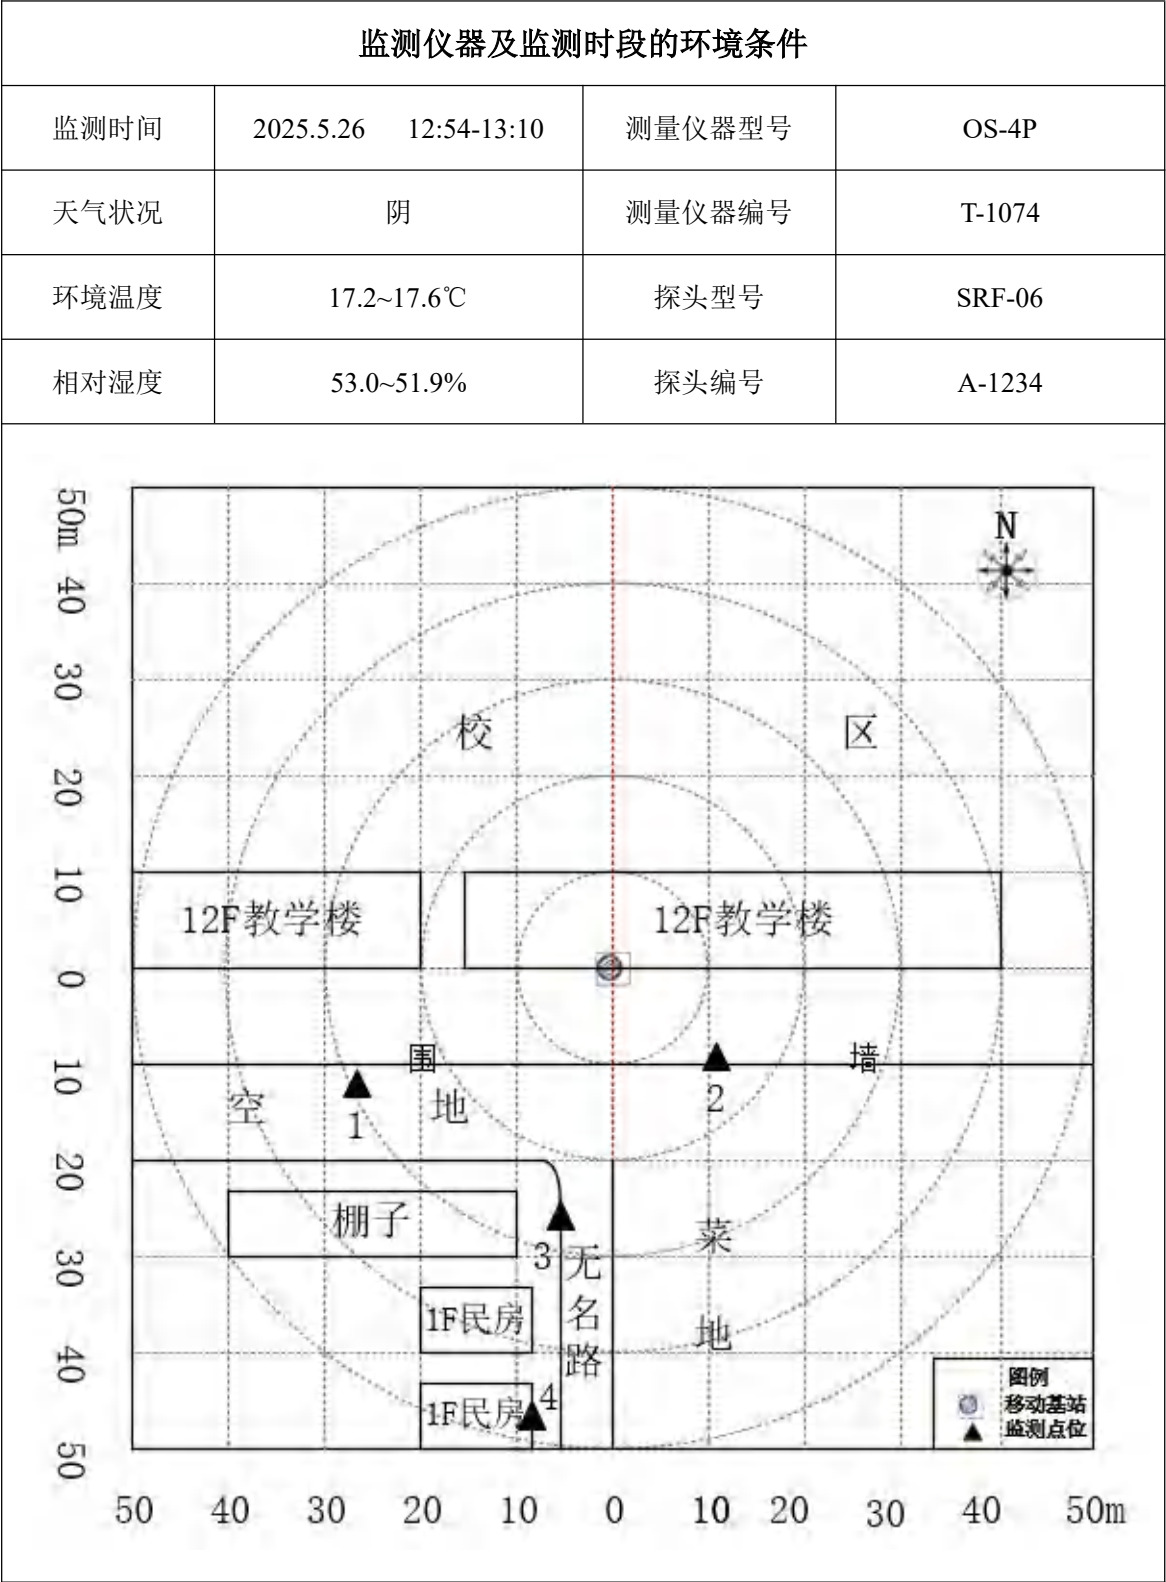 监测仪器及监测时段的环境条件
监测时间 2025.5.26 12:54-13:10 测量仪器型号 OS-4P
天气状况 阴 测量仪器编号 T-1074
环境温度 17.2~17.6℃ 探头型号 SRF-06
相对湿度 53.0~51.9% 探头编号 A-1234
50m
40
30
20
10
0
10
20
30
40
50
N
校 区
12F教学楼 12F教学楼
围 墙
空 地
1
2
棚子
3
无名路
菜地
1F民房
1F民房
4
图例
移动基站
监测点位
50 40 30 20 10 0 10 20 30 40 50m